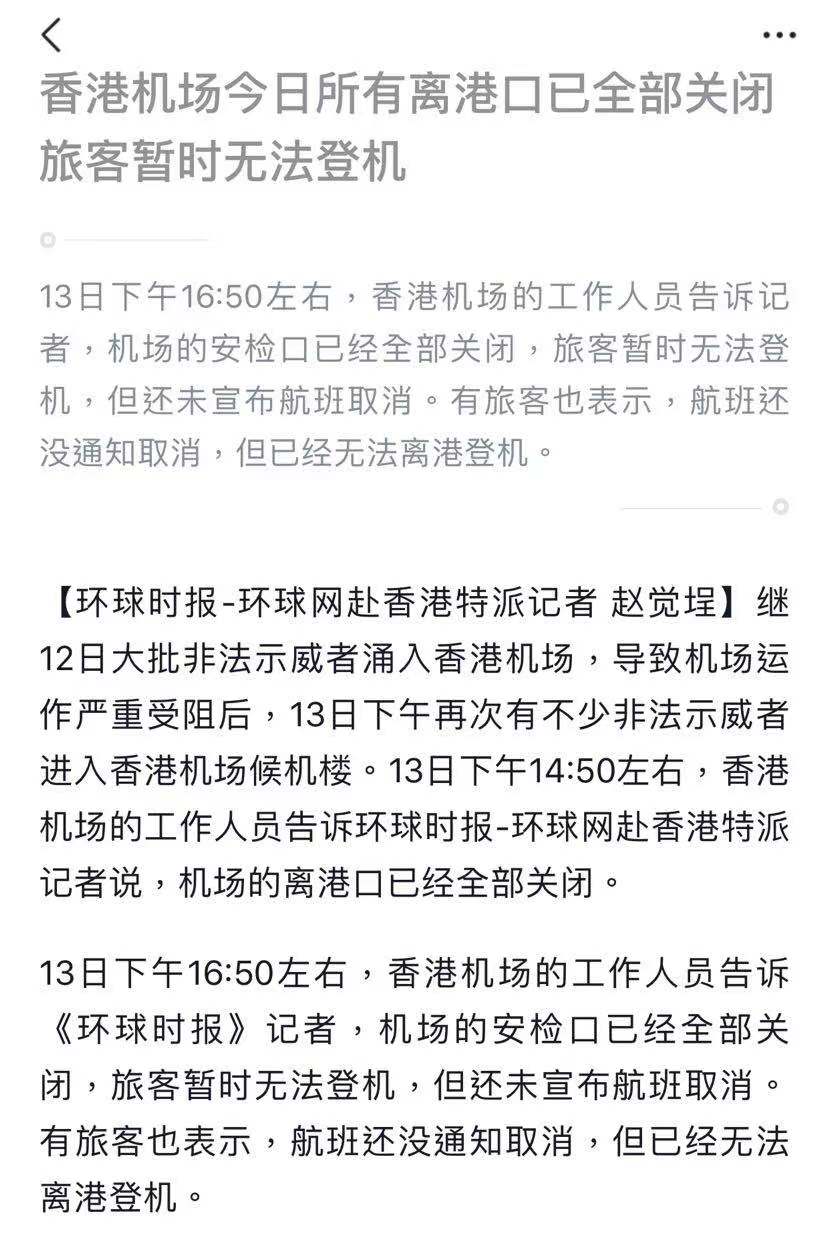 香港机场今日所有离港口已全部关闭
旅客暂时无法登机
13日下午16:50左右，香港机场的工作人员告诉记
者，机场的安检口已经全部关闭，旅客暂时无法登
机，但还未宣布航班取消。有旅客也表示，航班还
没通知取消，但已经无法离港登机。
【环球时报-环球网赴香港特派记者 赵觉珵】继
12日大批非法示威者涌入香港机场，导致机场运
作严重受阻后，13日下午再次有不少非法示威者
进入香港机场候机楼。13日下午14:50左右，香港
机场的工作人员告诉环球时报-环球网赴香港特派
记者说，机场的离港口已经全部关闭。
13日下午16:50左右，香港机场的工作人员告诉
《环球时报》记者，机场的安检口已经全部关
闭，旅客暂时无法登机，但还未宣布航班取消。
有旅客也表示，航班还没通知取消，但已经无法
离港登机。